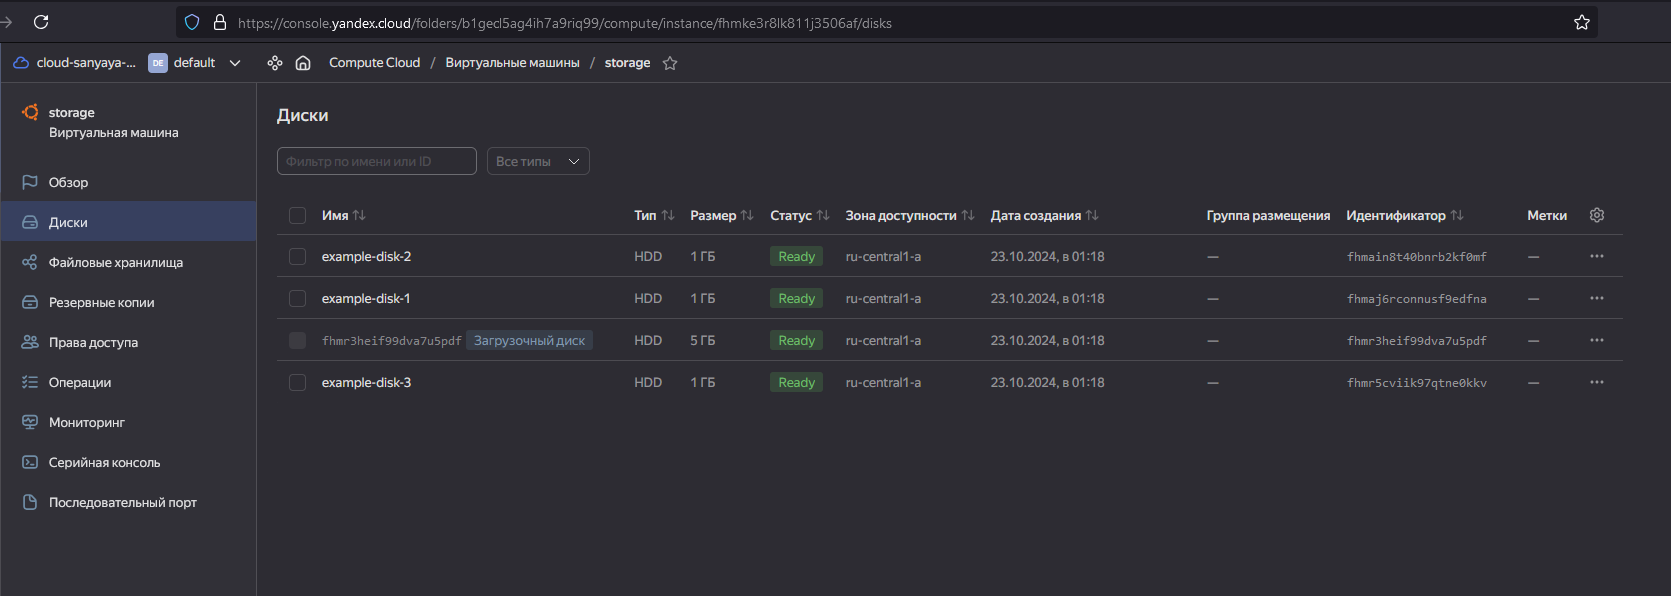 https://console.yandex.cloud/folders/b1gecl5ag4ih7a9riq99/compute/instance/fhmke3r8lk811j3506af/disks
cloud-sanyaya-... DE default Compute Cloud / Виртуальные машины / storage
storage
Виртуальная машина
Обзор
Диски
Файловые хранилища
Резервные копии
Права доступа
Операции
Мониторинг
Серийная консоль
Последовательный порт
Диски
Фильтр по имени или ID Все типы
Имя Тип Размер Статус Зона доступности Дата создания Группа размещения Идентификатор Метки
example-disk-2 HDD 1 ГБ Ready ru-central1-a 23.10.2024, в 01:18 — fhmain8t40bnrb2kf0mf — ···
example-disk-1 HDD 1 ГБ Ready ru-central1-a 23.10.2024, в 01:18 — fhmaj6rconnusf9edfna — ···
fhmr3heif99dva7u5pdf Загрузочный диск HDD 5 ГБ Ready ru-central1-a 23.10.2024, в 01:18 — fhmr3heif99dva7u5pdf — ···
example-disk-3 HDD 1 ГБ Ready ru-central1-a 23.10.2024, в 01:18 — fhmr5cviik97qtne0kkv — ···